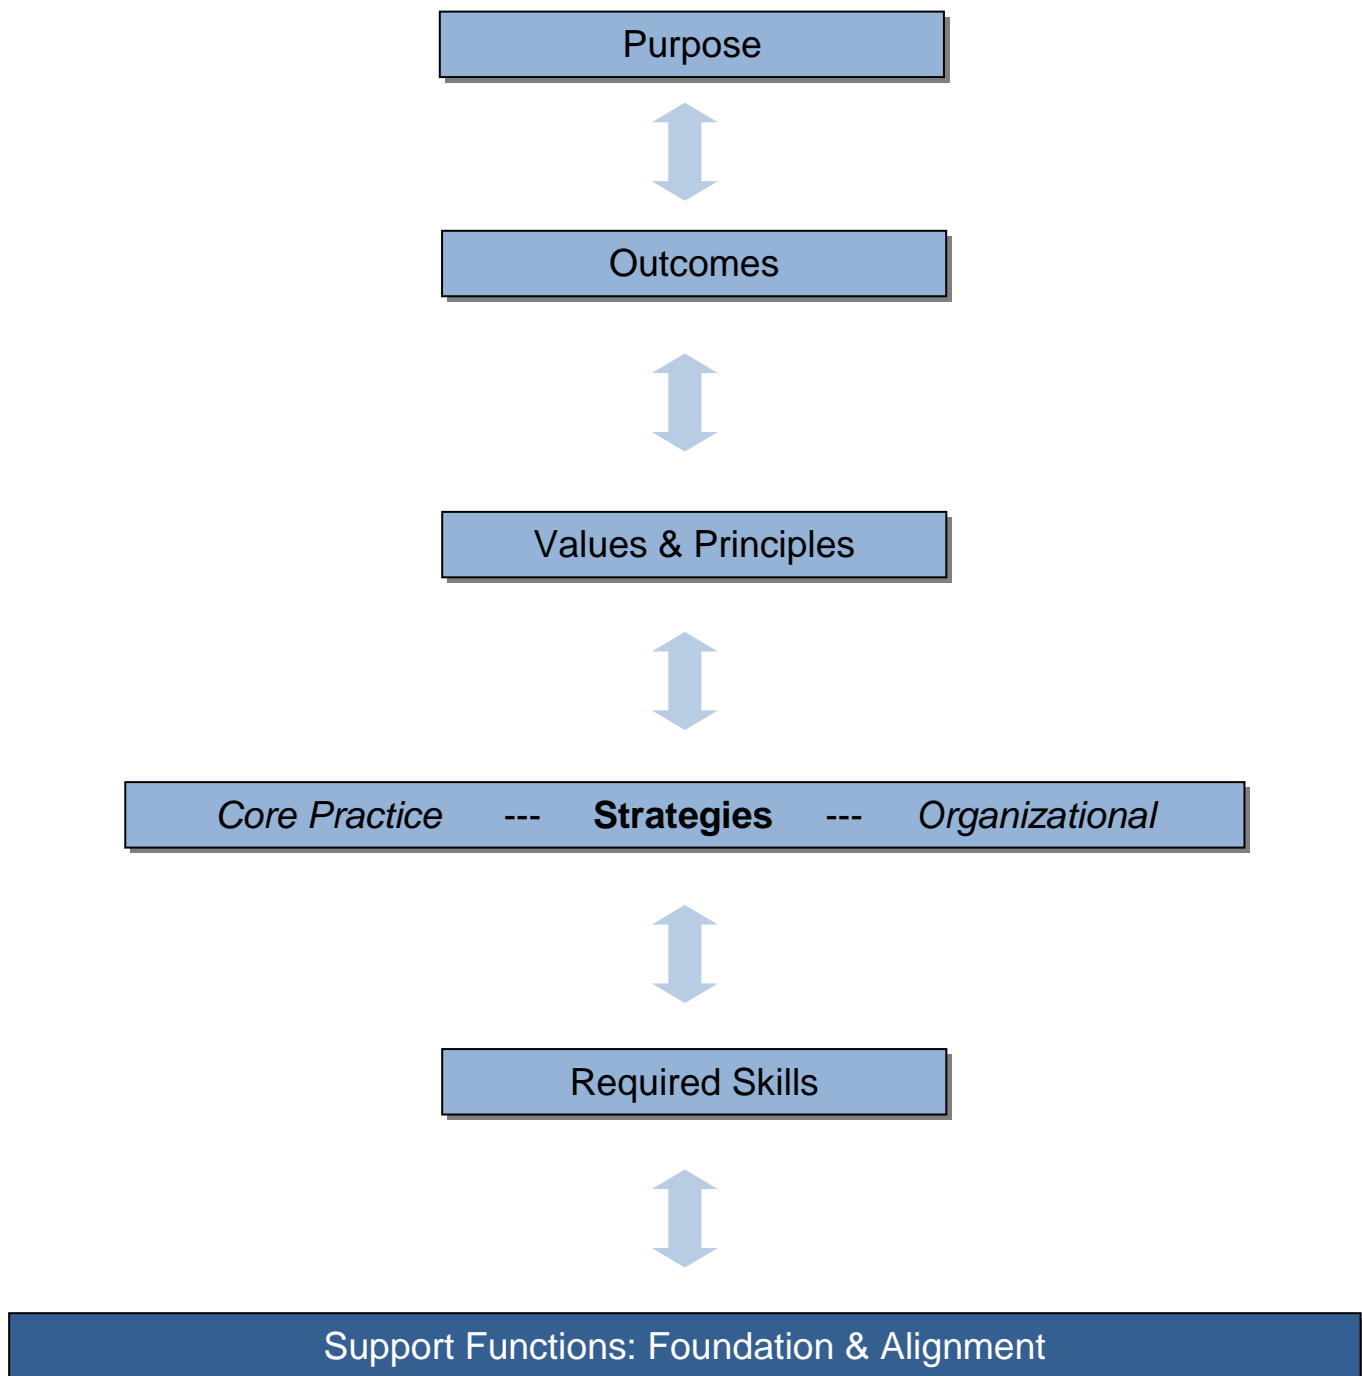 Purpose
Outcomes
Values & Principles
Core Practice --- Strategies --- Organizational
Required Skills
Support Functions: Foundation & Alignment